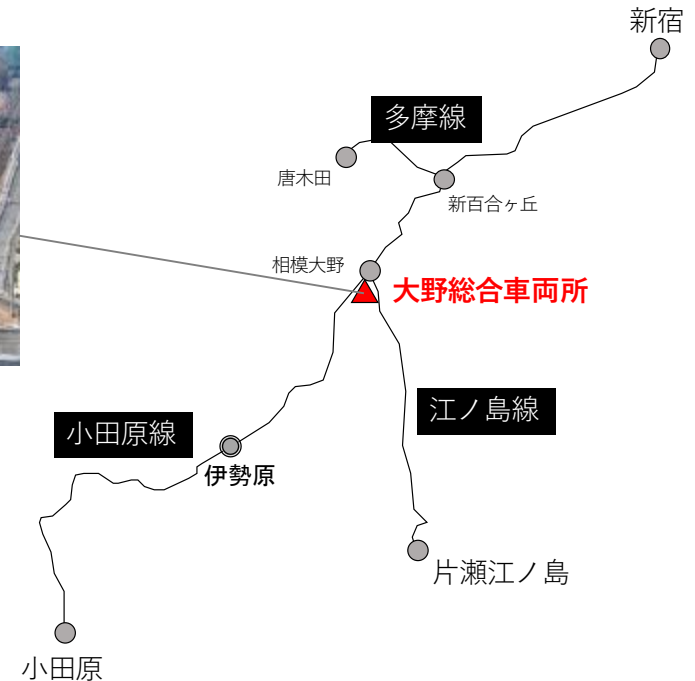 新宿
多摩線
唐木田
新百合ヶ丘
相模大野
大野総合車両所
江ノ島線
小田原線
伊勢原
片瀬江ノ島
小田原